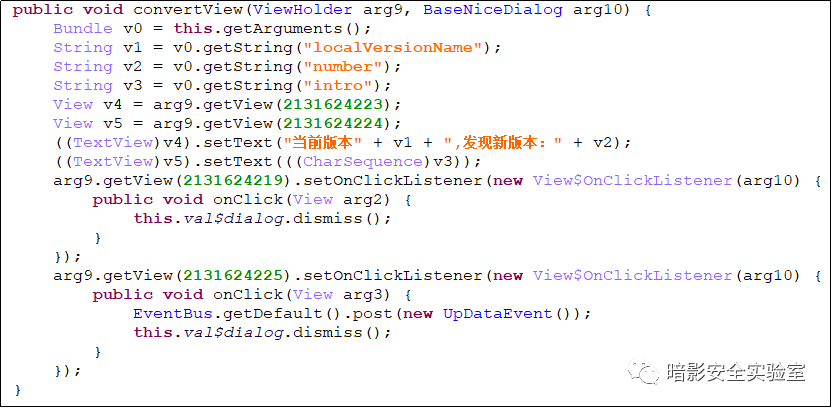 public void convertView(ViewHolder arg9, BaseNiceDialog arg10) {
    Bundle v0 = this.getArguments();
    String v1 = v0.getString("localVersionName");
    String v2 = v0.getString("number");
    String v3 = v0.getString("intro");
    View v4 = arg9.getView(2131624223);
    View v5 = arg9.getView(2131624224);
    ((TextView)v4).setText("当前版本" + v1 + ",发现新版本：" + v2);
    ((TextView)v5).setText(((CharSequence)v3));
    arg9.getView(2131624219).setOnClickListener(new View$OnClickListener(arg10) {
        public void onClick(View arg2) {
            this.val$dialog.dismiss();
        }
    });
    arg9.getView(2131624225).setOnClickListener(new View$OnClickListener(arg10) {
        public void onClick(View arg3) {
            EventBus.getDefault().post(new UpDataEvent());
            this.val$dialog.dismiss();
        }
    });
}
暗影安全实验室